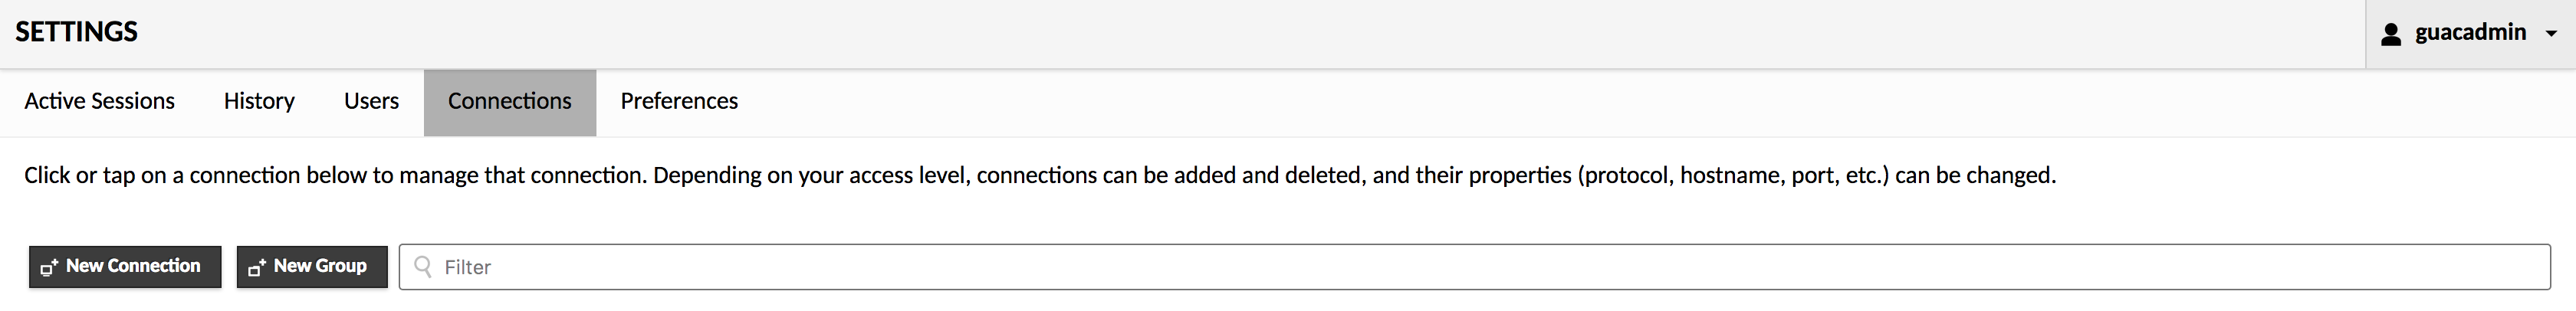 SETTINGS
guacadmin
Active Sessions History Users Connections Preferences
Click or tap on a connection below to manage that connection. Depending on your access level, connections can be added and deleted, and their properties (protocol, hostname, port, etc.) can be changed.
New Connection New Group Filter